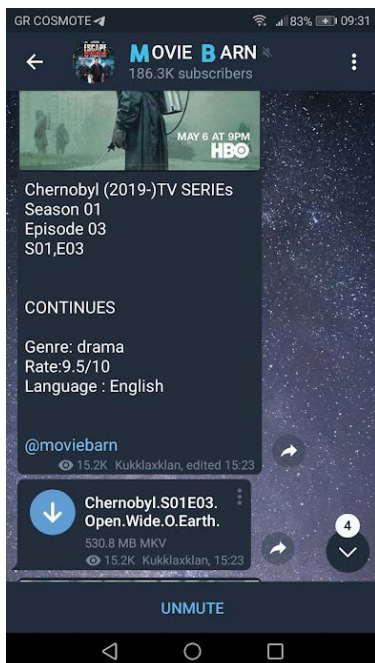 GR COSMOTE 83% 09:31
MOVIE BARN
186.3K subscribers
MAY 6 AT 9PM
HBO
Chernobyl (2019-)TV SERIEs
Season 01
Episode 03
S01,E03
CONTINUES
Genre: drama
Rate:9.5/10
Language : English
@moviebarn
15.2K Kukklaxklan, edited 15:23
Chernobyl.S01E03.
Open.Wide.O.Earth.
530.8 MB MKV
15.2K Kukklaxklan, 15:23
4
UNMUTE